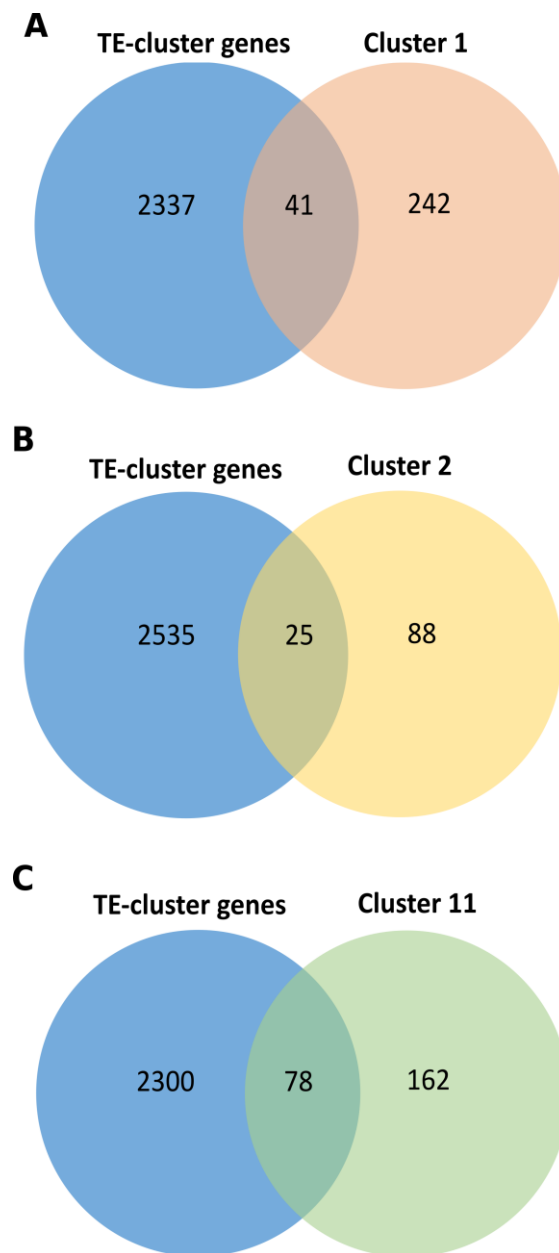 A
TE-cluster genes Cluster 1
2337 41 242
B
TE-cluster genes Cluster 2
2535 25 88
C
TE-cluster genes Cluster 11
2300 78 162